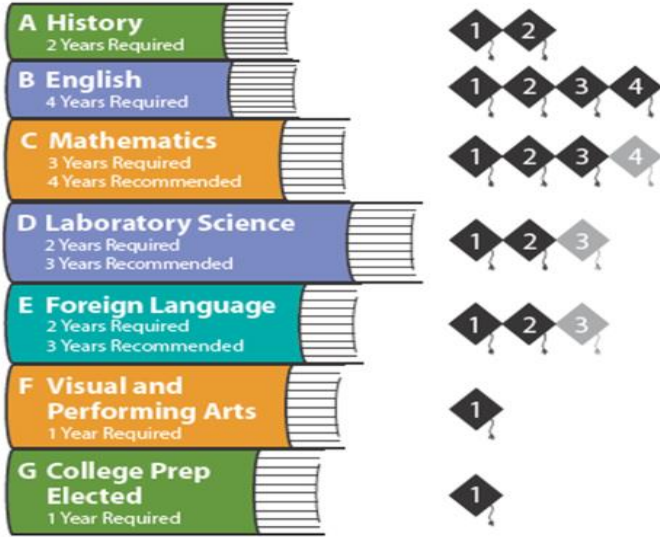 A History
2 Years Required
1 2
B English
4 Years Required
1 2 3 4
C Mathematics
3 Years Required
4 Years Recommended
1 2 3 4
D Laboratory Science
2 Years Required
3 Years Recommended
1 2 3
E Foreign Language
2 Years Required
3 Years Recommended
1 2 3
F Visual and
Performing Arts
1 Year Required
1
G College Prep
Elected
1 Year Required
1